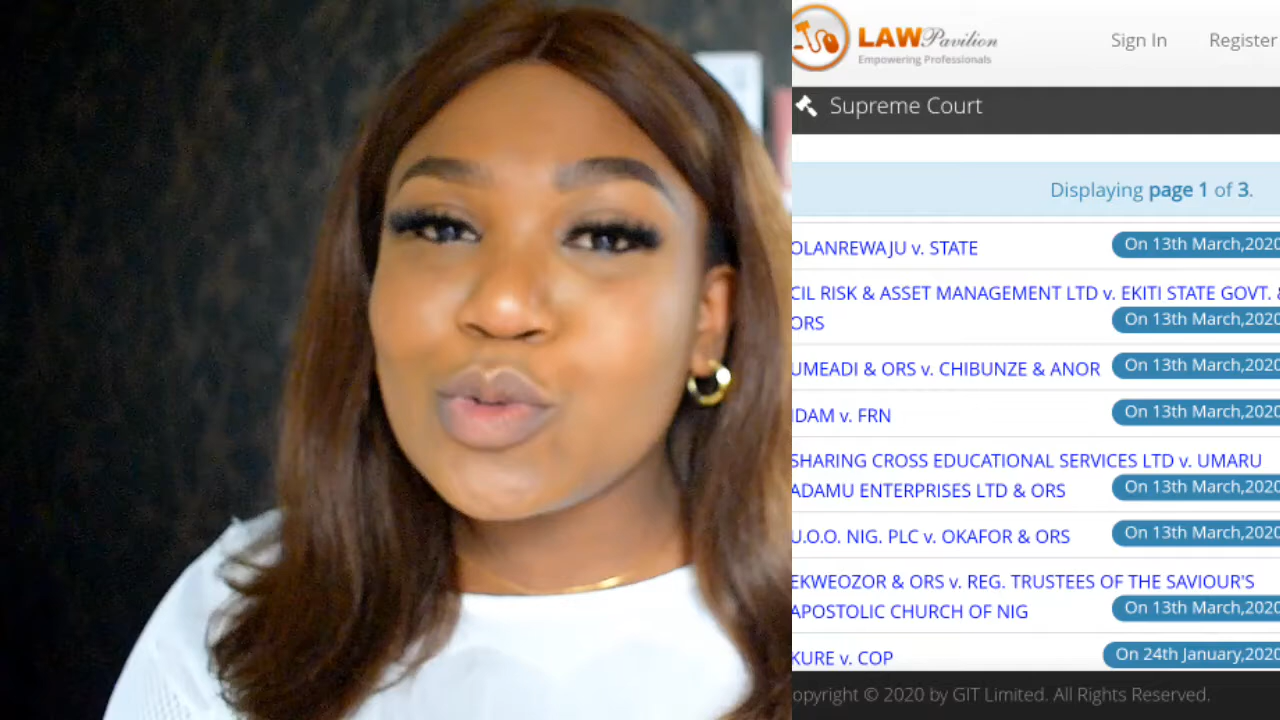 LAW Pavilion
Empowering Professionals
Sign In
Register
Supreme Court
Displaying page 1 of 3.
OLANREWAJU v. STATE
On 13th March,2020
CIL RISK & ASSET MANAGEMENT LTD v. EKITI STATE GOVT. &
ORS
On 13th March,2020
UMEADI & ORS v. CHIBUNZE & ANOR
On 13th March,2020
IDAM v. FRN
On 13th March,2020
SHARING CROSS EDUCATIONAL SERVICES LTD v. UMARU
ADAMU ENTERPRISES LTD & ORS
On 13th March,2020
U.O.O. NIG. PLC v. OKAFOR & ORS
On 13th March,2020
EKWEOZOR & ORS v. REG. TRUSTEES OF THE SAVIOUR'S
APOSTOLIC CHURCH OF NIG
On 13th March,2020
KURE v. COP
On 24th January,2020
opyright © 2020 by GIT Limited. All Rights Reserved.